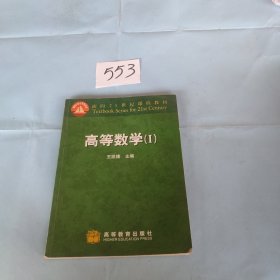 553
面向21世纪课程教材
Textbook Series for 21st Century
高等数学(I)
主编
高等教育出版社
HIGHER EDUCATION PRESS